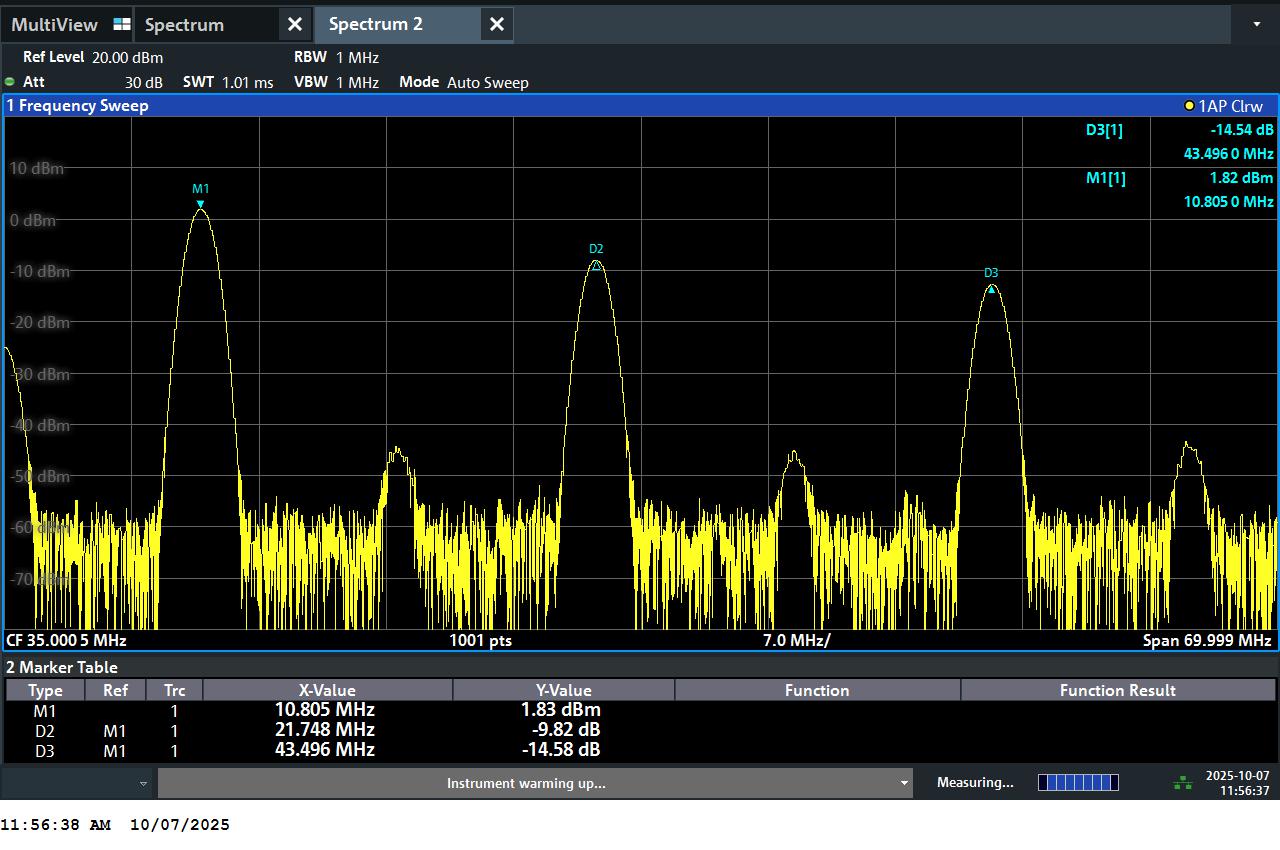 MultiView Spectrum Spectrum 2
Ref Level 20.00 dBm RBW 1 MHz
Att 30 dB SWT 1.01 ms VBW 1 MHz Mode Auto Sweep
1 Frequency Sweep 1AP Clrw
D3[1] -14.54 dB
43.496 0 MHz
M1[1] 1.82 dBm
10.805 0 MHz
10 dBm
M1
0 dBm
D2
-10 dBm
D3
-20 dBm
-30 dBm
-40 dBm
-50 dBm
-60 dBm
-70 dBm
CF 35.000 5 MHz 1001 pts 7.0 MHz/ Span 69.999 MHz
2 Marker Table
Type Ref Trc X-Value Y-Value Function Function Result
M1 1 10.805 MHz 1.83 dBm
D2 M1 1 21.748 MHz -9.82 dB
D3 M1 1 43.496 MHz -14.58 dB
Instrument warming up... Measuring... 2025-10-07
11:56:37
11:56:38 AM 10/07/2025